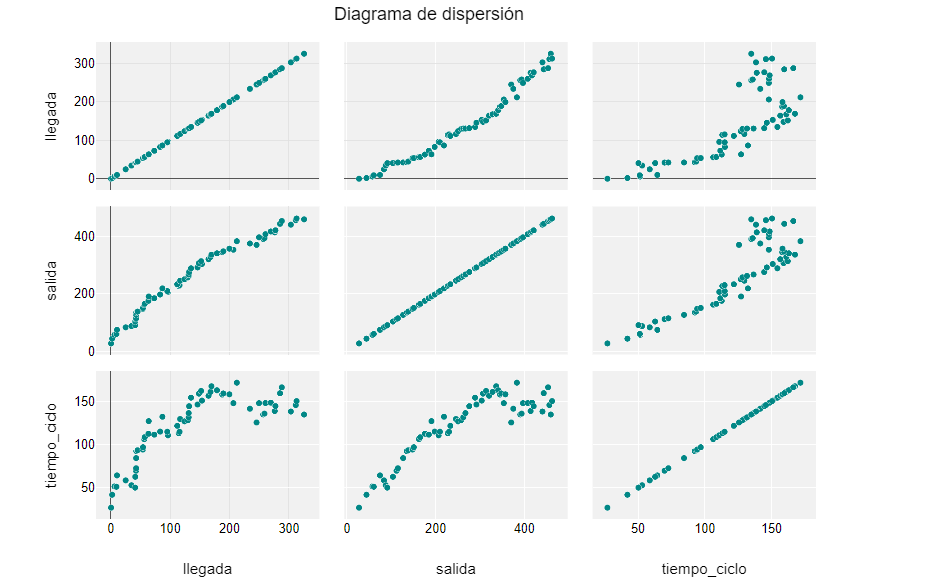 Diagrama de dispersión
llegada
300
200
100
0
salida
400
200
0
tiempo_ciclo
150
100
50
0 100 200 300
0 200 400
50 100 150
llegada
salida
tiempo_ciclo